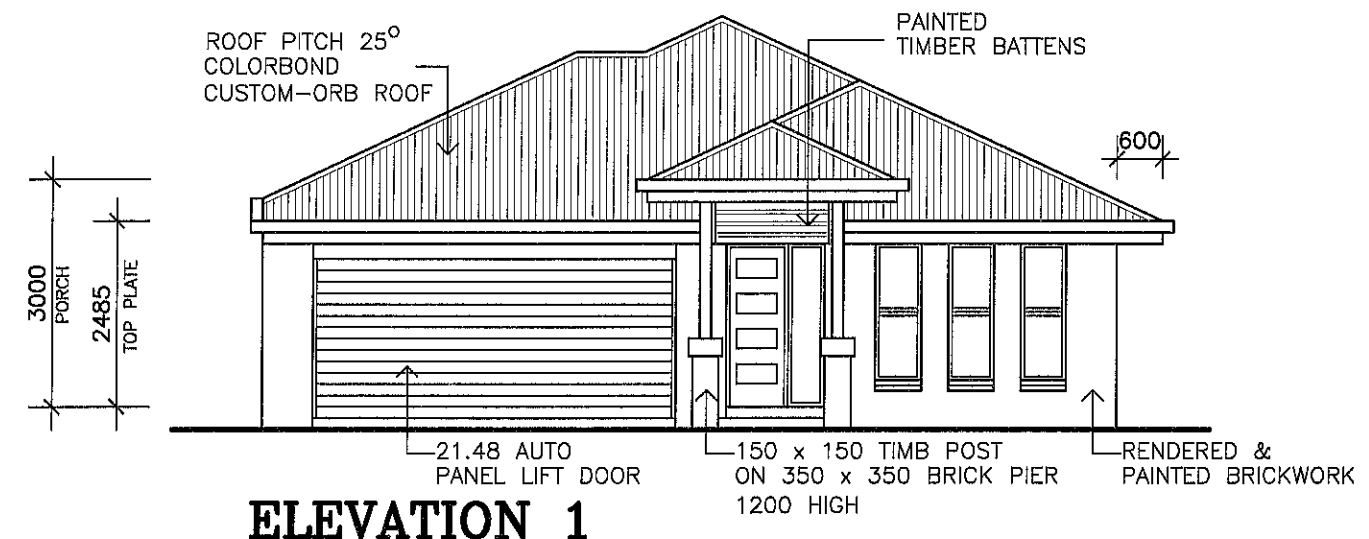 ROOF PITCH 25°
COLORBOND
CUSTOM-ORB ROOF
PAINTED
TIMBER BATTENS
600
3000
PORCH
2485
TOP PLATE
21.48 AUTO
PANEL LIFT DOOR
150 x 150 TIMB POST
ON 350 x 350 BRICK PIER
1200 HIGH
RENDERED &
PAINTED BRICKWORK
ELEVATION 1